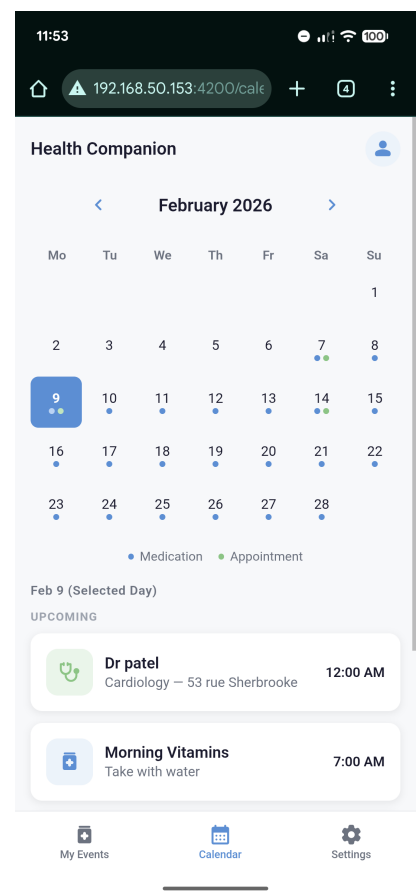 11:53
100
192.168.50.153:4200/cale
4
Health Companion
February 2026
Mo Tu We Th Fr Sa Su
1
2 3 4 5 6 7 8
9 10 11 12 13 14 15
16 17 18 19 20 21 22
23 24 25 26 27 28
Medication Appointment
Feb 9 (Selected Day)
UPCOMING
Dr patel
Cardiology — 53 rue Sherbrooke
12:00 AM
Morning Vitamins
Take with water
7:00 AM
My Events Calendar Settings